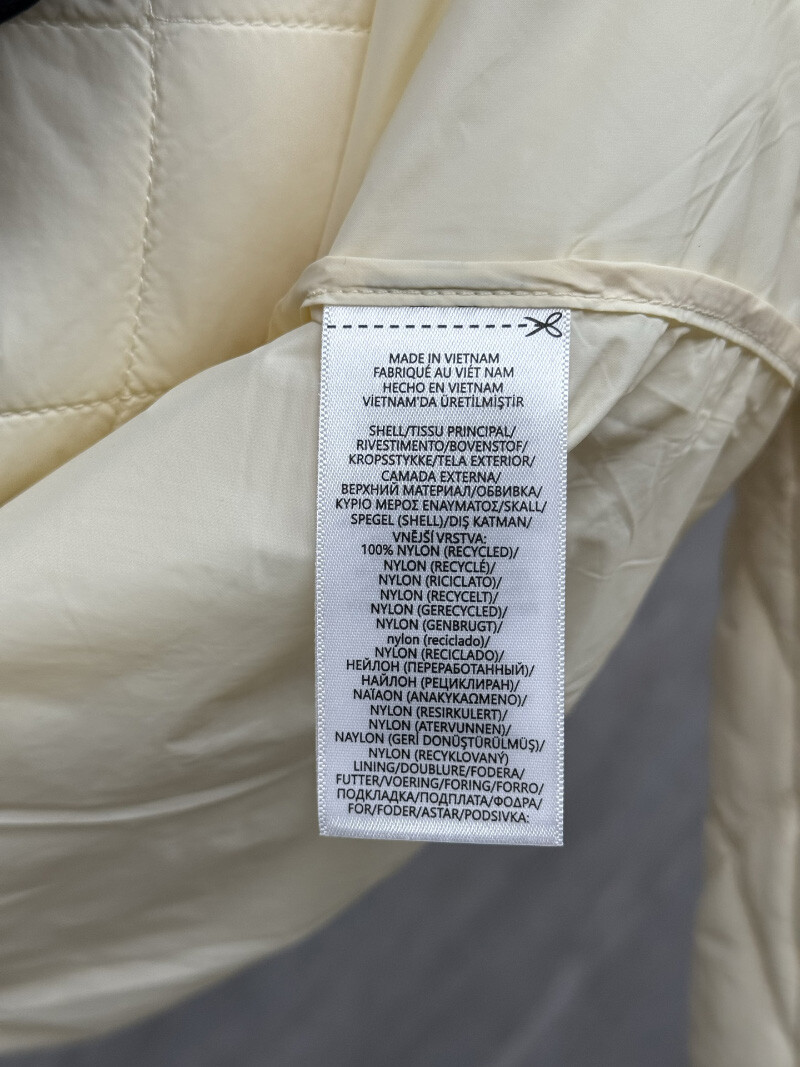 MADE IN VIETNAM
FABRIQUÉ AU VIÊT NAM
HECHO EN VIETNAM
VİETNAM'DA ÜRETİLMİŞTİR
SHELL/TISSU PRINCIPAL/
RIVESTIMENTO/BOVENSTOF/
KROPSSTYKKE/TELA EXTERIOR/
CAMADA EXTERNA/
ВЕРХНИЙ МАТЕРИАЛ/ОБВИВКА/
ΚΥΡΙΟ ΜΕΡΟΣ ΕΝΑΥΜΑΤΟΣ/SKALL/
SPEGEL (SHELL)/DIŞ KATMAN/
VNĚJŠÍ VRSTVA:
100% NYLON (RECYCLED)/
NYLON (RECYCLÉ)/
NYLON (RICICLATO)/
NYLON (RECYCELT)/
NYLON (GERECYCLED)/
NYLON (GENBRUGT)/
nylon (reciclado)/
NYLON (RECICLADO)/
НЕЙЛОН (ПЕРЕРАБОТАННЫЙ)/
НАЙЛОН (РЕЦИКЛИРАН)/
ΝΑΪΑΟΝ (ΑΝΑΚΥΚΑΩΜΕΝΟ)/
NYLON (RESIRKULERT)/
NYLON (ATERVUNNEN)/
NAYLON (GERİ DÖNÜŞTÜRÜLMÜŞ)/
NYLON (RECYKLOVANÝ)
LINING/DOUBLURE/FODERA/
FUTTER/VOERING/FORING/FORRO/
ПОДКЛАДКА/ПОДПЛАТА/ΦΟΔΡΑ/
FOR/FODER/ASTAR/PODSIVKA: